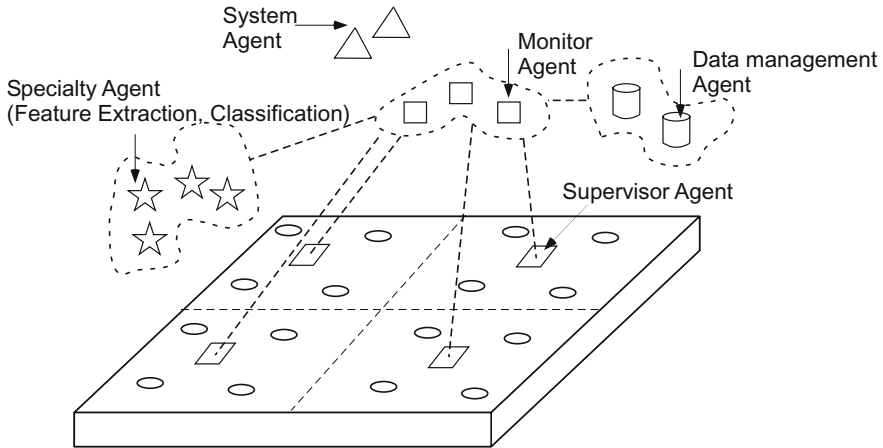 System
Agent
Monitor
Agent
Data management
Agent
Specialty Agent
(Feature Extraction, Classification)
Supervisor Agent